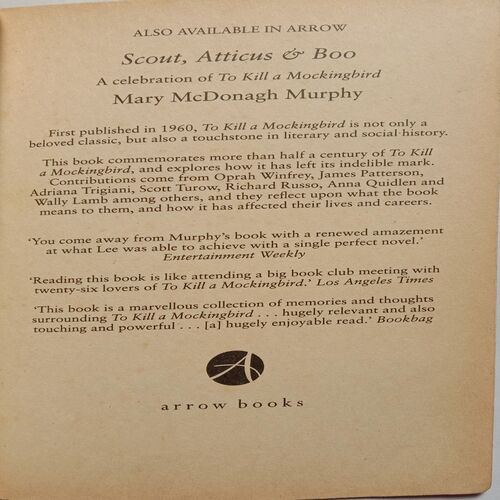 ALSO AVAILABLE IN ARROW
Scout, Atticus & Boo
A celebration of To Kill a Mockingbird
Mary McDonagh Murphy
First published in 1960, To Kill a Mockingbird is not only a
beloved classic, but also a touchstone in literary and social history.
This book commemorates more than half a century of To Kill
a Mockingbird, and explores how it has left its indelible mark.
Contributions come from Oprah Winfrey, James Patterson,
Adriana Trigiani, Scott Turow, Richard Russo, Anna Quidlen and
Wally Lamb among others, and they reflect upon what the book
means to them, and how it has affected their lives and careers.
‘You come away from Murphy’s book with a renewed amazement
at what Lee was able to achieve with a single perfect novel.’
Entertainment Weekly
‘Reading this book is like attending a big book club meeting with
twenty-six lovers of To Kill a Mockingbird.’ Los Angeles Times
‘This book is a marvellous collection of memories and thoughts
surrounding To Kill a Mockingbird . . . hugely relevant and also
touching and powerful . . . [a] hugely enjoyable read.’ Bookbag
A
arrow books